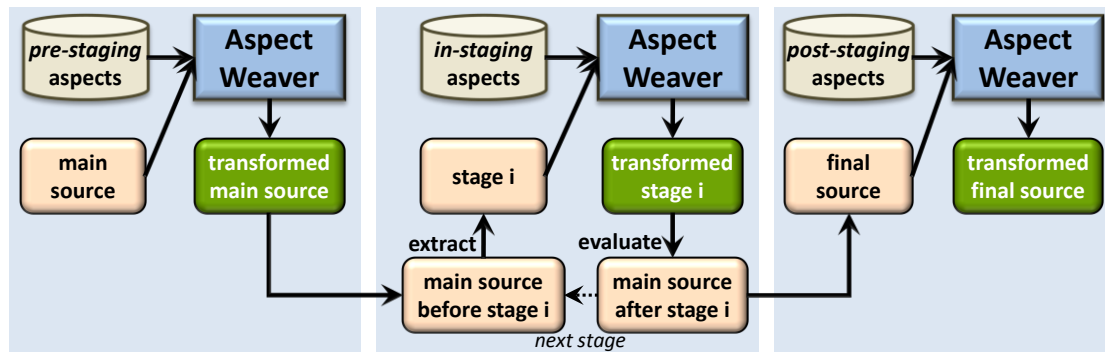 pre-staging
aspects
Aspect
Weaver
main
source
transformed
main source
in-staging
aspects
Aspect
Weaver
stage i
transformed
stage i
extract
evaluate
main source
before stage i
main source
after stage i
next stage
post-staging
aspects
Aspect
Weaver
final
source
transformed
final source